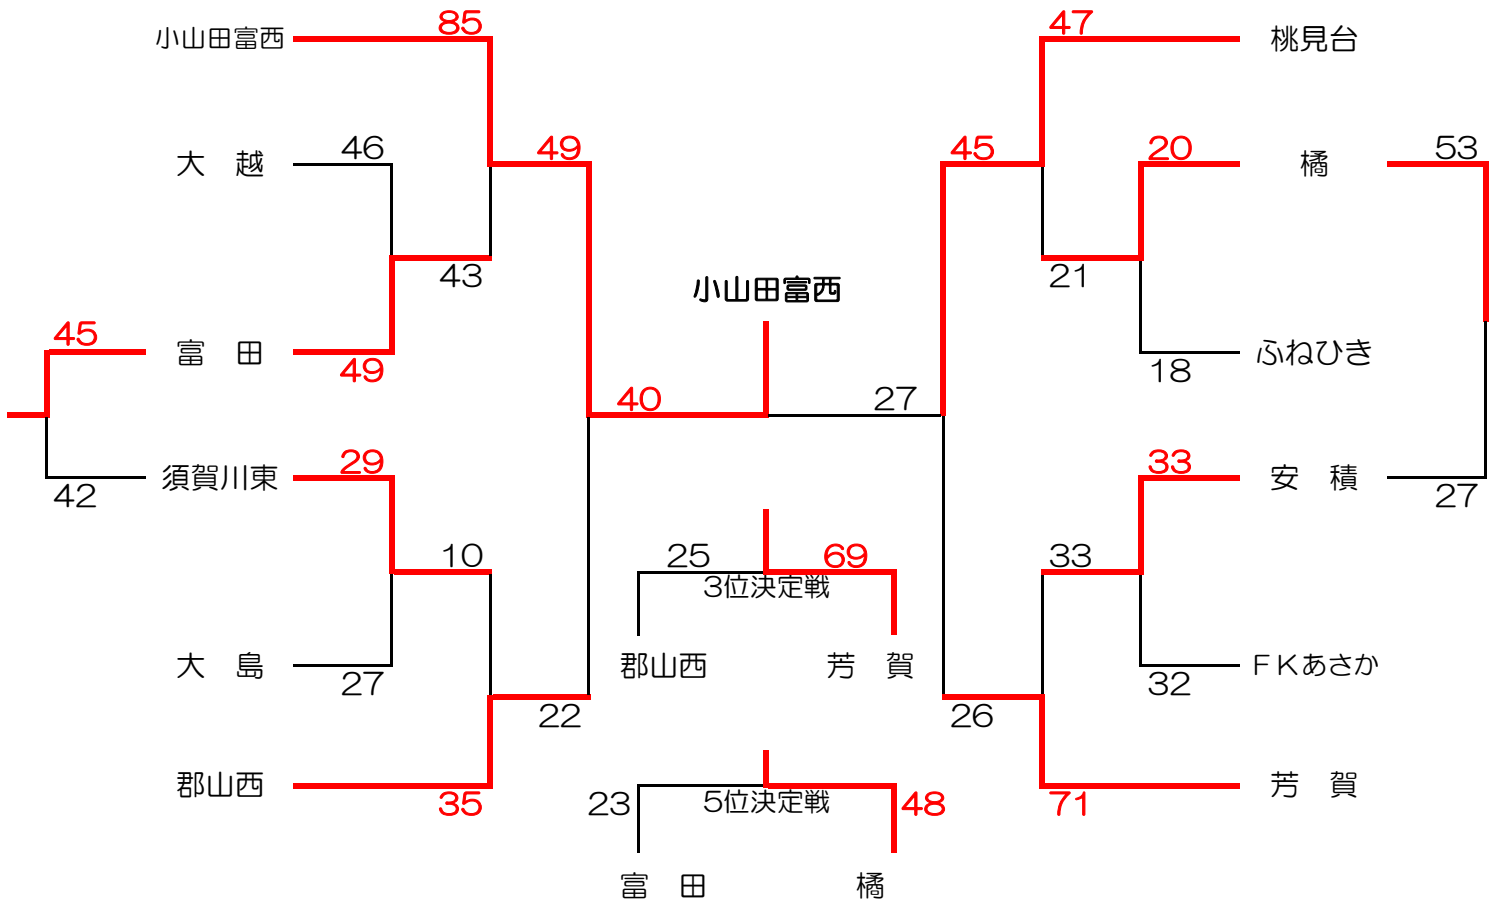 85
47
小山田富西
桃見台
46
49
45
20
53
大　越
橘
43
21
小山田富西
45
富　田
49
18
ふねひき
40
27
29
33
須賀川東
安　積
42
27
10
25
69
33
3位決定戦
大　島
27
郡山西
芳　賀
32
FKあさか
22
26
郡山西
35
23
5位決定戦
48
71
芳　賀
富　田
橘